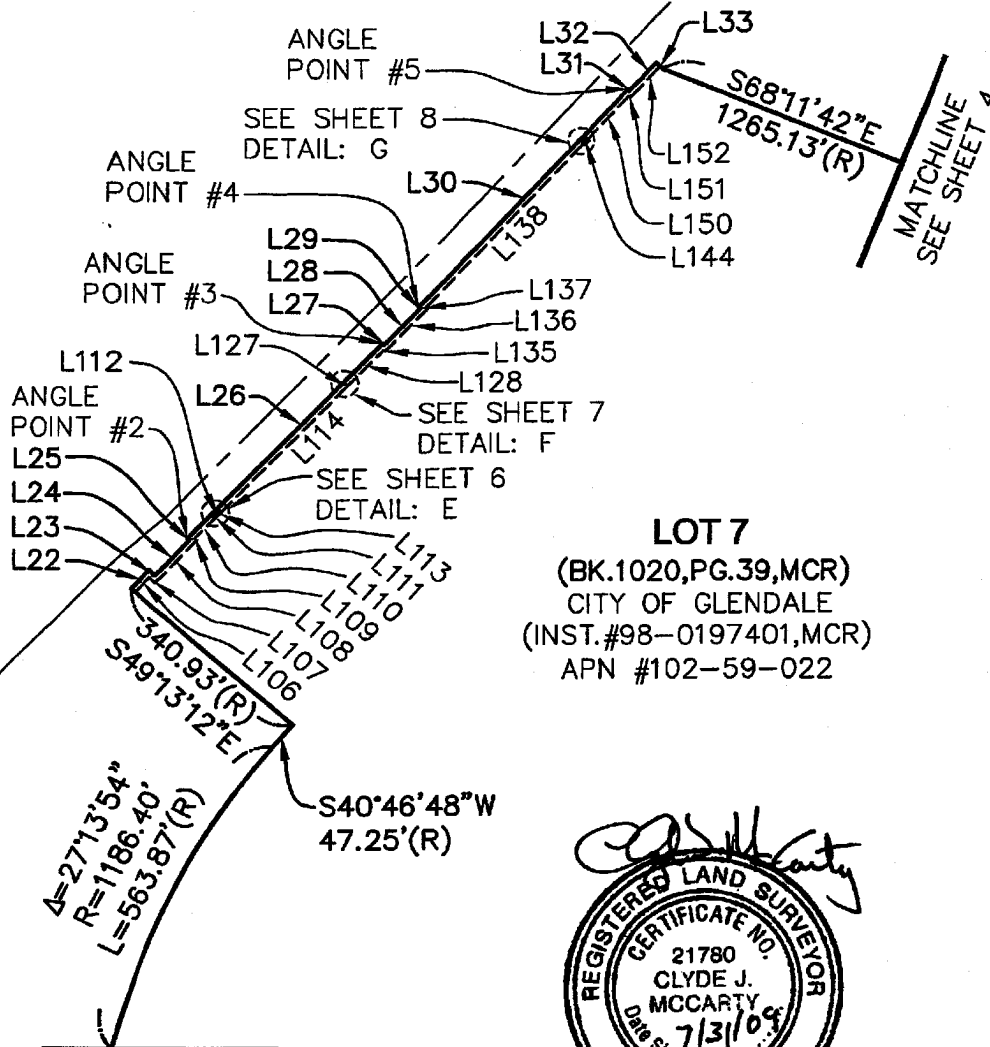 L32
L33
ANGLE
POINT #5
L31
S68°11'42"E
1265.13'(R)
MATCHLINE
SEE SHEET 4
SEE SHEET 8
DETAIL: G
L152
L151
L150
L144
ANGLE
POINT #4
L30
L138
L29
L28
L27
ANGLE
POINT #3
L137
L136
L135
L128
L127
L112
L26
L114
SEE SHEET 7
DETAIL: F
ANGLE
POINT #2
L25
L24
L23
L22
SEE SHEET 6
DETAIL: E
L113
L111
L110
L109
L108
L107
L106
LOT 7
(BK.1020,PG.39,MCR)
CITY OF GLENDALE
(INST.#98-0197401,MCR)
APN #102-59-022
340.93'(R)
S49°13'12"E
S40°46'48"W
47.25'(R)
Δ=27°13'54"
R=1186.40'
L=563.87'(R)
REGISTERED LAND SURVEYOR
CERTIFICATE NO.
21780
CLYDE J.
MCCARTY
Date
7/31/09